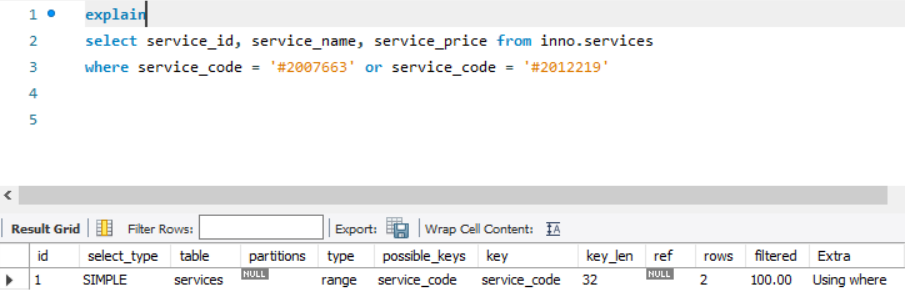 1 explain
2 select service_id, service_name, service_price from inno.services
3 where service_code = '#2007663' or service_code = '#2012219'
4
5
Result Grid Filter Rows: Export: Wrap Cell Content: IA
id select_type table partitions type possible_keys key key_len ref rows filtered Extra
1 SIMPLE services NULL range service_code service_code 32 NULL 2 100.00 Using where